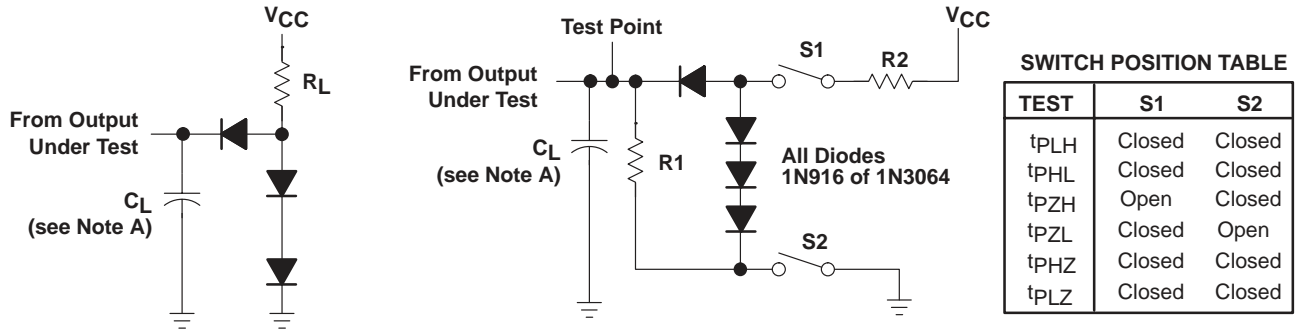 VCC
RL
From Output
Under Test
CL
(see Note A)
Test Point
From Output
Under Test
CL
(see Note A)
R1
All Diodes
1N916 of 1N3064
S1
R2
VCC
S2
SWITCH POSITION TABLE
TEST S1 S2
tPLH Closed Closed
tPHL Closed Closed
tPZH Open Closed
tPZL Closed Open
tPHZ Closed Closed
tPLZ Closed Closed